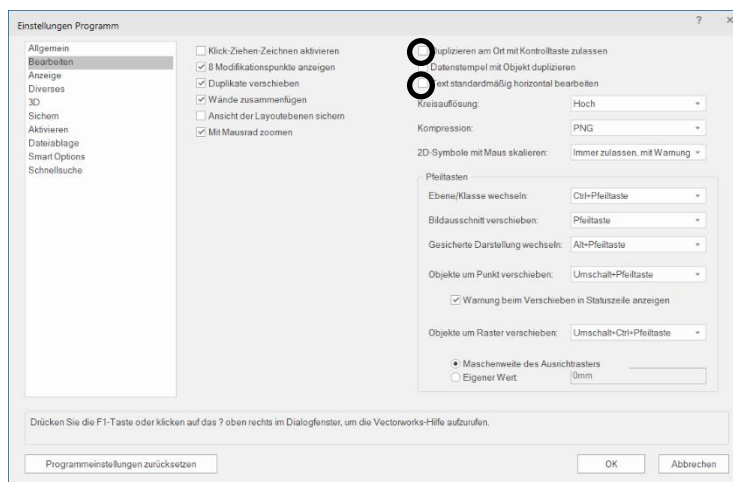 Einstellungen Programm
? ×
Allgemein
Bearbeiten
Anzeige
Diverses
3D
Sichern
Aktivieren
Dateiablage
Smart Options
Schnellsuche
Klick-Ziehen-Zeichnen aktivieren
8 Modifikationspunkte anzeigen
Duplikate verschieben
Wände zusammenfügen
Ansicht der Layoutebenen sichern
Mit Mausrad zoomen
Duplizieren am Ort mit Kontrolltaste zulassen
Datenstempel mit Objekt duplizieren
Text standardmäßig horizontal bearbeiten
Kreisauflösung: Hoch
Kompression: PNG
2D-Symbole mit Maus skalieren: Immer zulassen, mit Warnung
Pfeiltasten
Ebene/Klasse wechseln: Ctrl+Pfeiltaste
Bildausschnitt verschieben: Pfeiltaste
Gesicherte Darstellung wechseln: Alt+Pfeiltaste
Objekte um Punkt verschieben: Umschalt+Pfeiltaste
Warnung beim Verschieben in Statuszeile anzeigen
Objekte um Raster verschieben: Umschalt+Ctrl+Pfeiltaste
Maschenweite des Ausrichtrasters
Eigener Wert: 0mm
Drücken Sie die F1-Taste oder klicken auf das ? oben rechts im Dialogfenster, um die Vectorworks-Hilfe aufzurufen.
Programmeinstellungen zurücksetzen OK Abbrechen